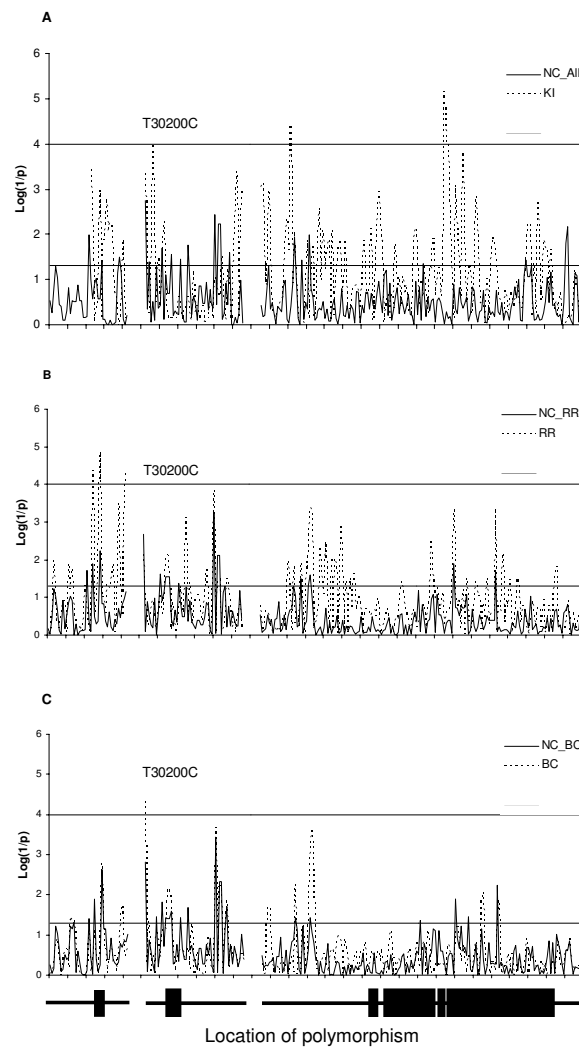 A
6
5
4
3
2
1
0
Log(1/p)
T30200C
NC_All
KI
B
6
5
4
3
2
1
0
Log(1/p)
T30200C
NC_RR
RR
C
6
5
4
3
2
1
0
Log(1/p)
T30200C
NC_BC
BC
Location of polymorphism